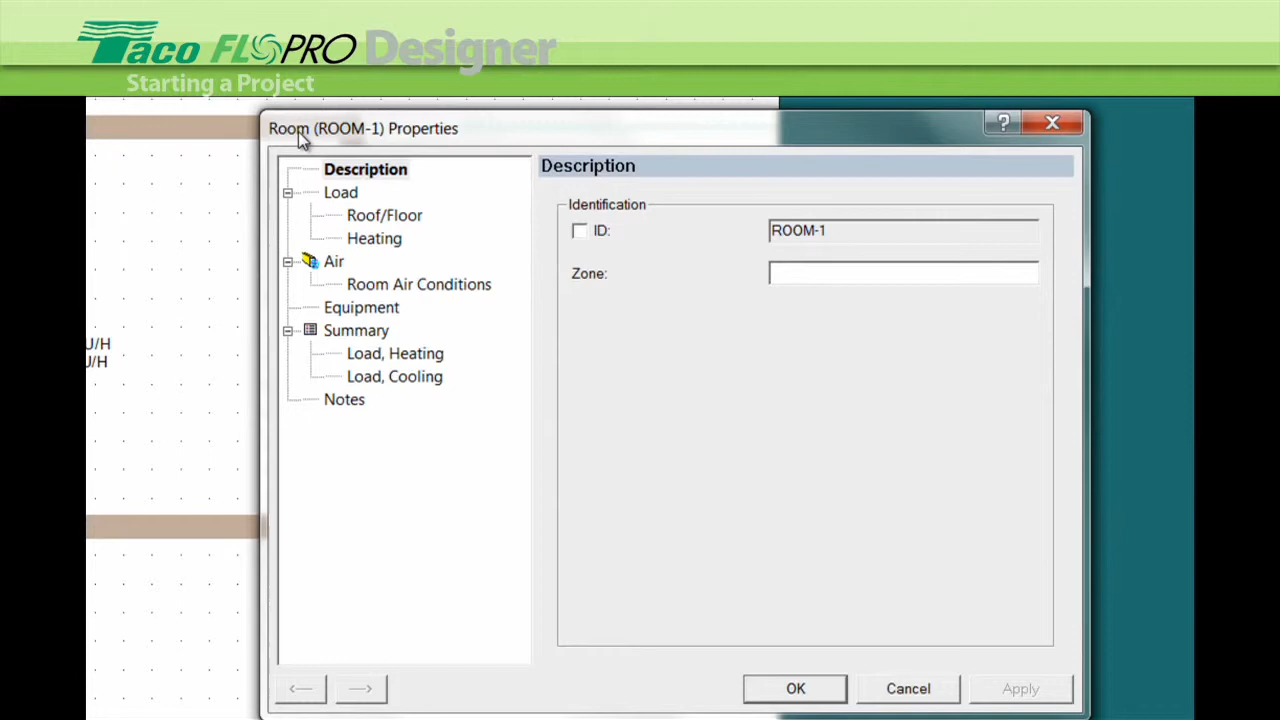 Taco FLOPRO Designer
Starting a Project
Room (ROOM-1) Properties
?
Description
Load
Roof/Floor
Heating
Air
Room Air Conditions
Equipment
Summary
Load, Heating
Load, Cooling
Notes
Description
Identification
ID:
ROOM-1
Zone:
U/H
J/H
OK
Cancel
Apply